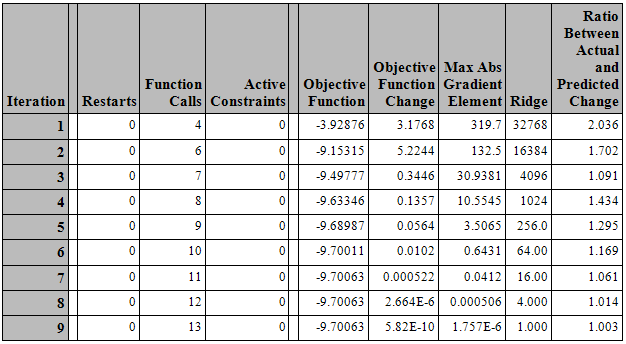 Iteration Restarts Function Calls Active Constraints Objective Function Objective Function Change Max Abs Gradient Element Ridge Ratio Between Actual and Predicted Change
1 0 4 0 -3.92876 3.1768 319.7 32768 2.036
2 0 6 0 -9.15315 5.2244 132.5 16384 1.702
3 0 7 0 -9.49777 0.3446 30.9381 4096 1.091
4 0 8 0 -9.63346 0.1357 10.5545 1024 1.434
5 0 9 0 -9.68987 0.0564 3.5065 256.0 1.295
6 0 10 0 -9.70011 0.0102 0.6431 64.00 1.169
7 0 11 0 -9.70063 0.000522 0.0412 16.00 1.061
8 0 12 0 -9.70063 2.664E-6 0.000506 4.000 1.014
9 0 13 0 -9.70063 5.82E-10 1.757E-6 1.000 1.003